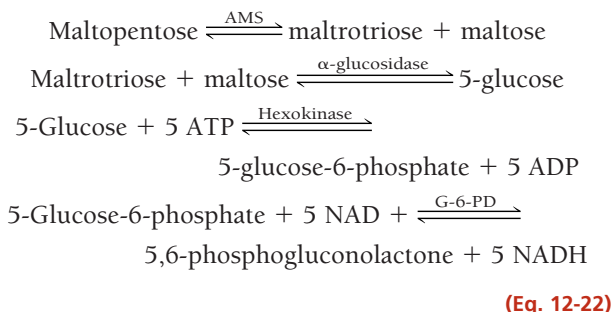 Maltopentose ⇌ AMS maltrotriose + maltose
Maltrotriose + maltose ⇌ α-glucosidase 5-glucose
5-Glucose + 5 ATP ⇌ Hexokinase
5-glucose-6-phosphate + 5 ADP
5-Glucose-6-phosphate + 5 NAD + ⇌ G-6-PD
5,6-phosphogluconolactone + 5 NADH
(Eq. 12-22)